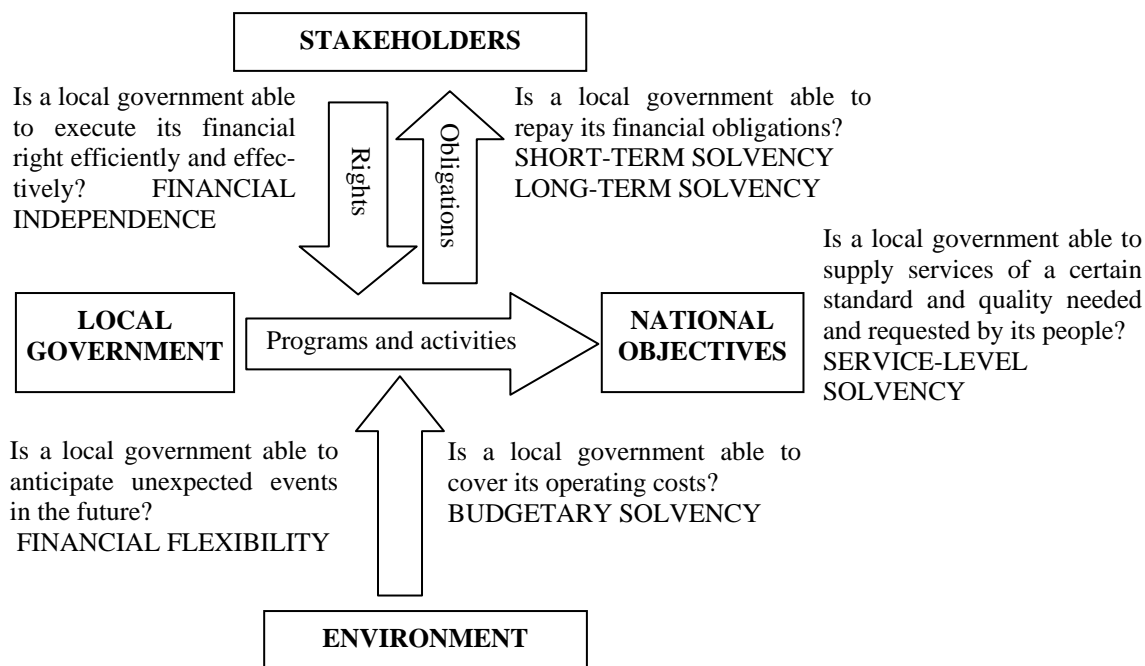 STAKEHOLDERS
Is a local government able
to execute its financial
right efficiently and effec-
tively? FINANCIAL
INDEPENDENCE
Rights
Obligations
Is a local government able to
repay its financial obligations?
SHORT-TERM SOLVENCY
LONG-TERM SOLVENCY
LOCAL
GOVERNMENT
Programs and activities
NATIONAL
OBJECTIVES
Is a local government able to
supply services of a certain
standard and quality needed
and requested by its people?
SERVICE-LEVEL
SOLVENCY
Is a local government able to
anticipate unexpected events
in the future?
FINANCIAL FLEXIBILITY
Is a local government able to
cover its operating costs?
BUDGETARY SOLVENCY
ENVIRONMENT